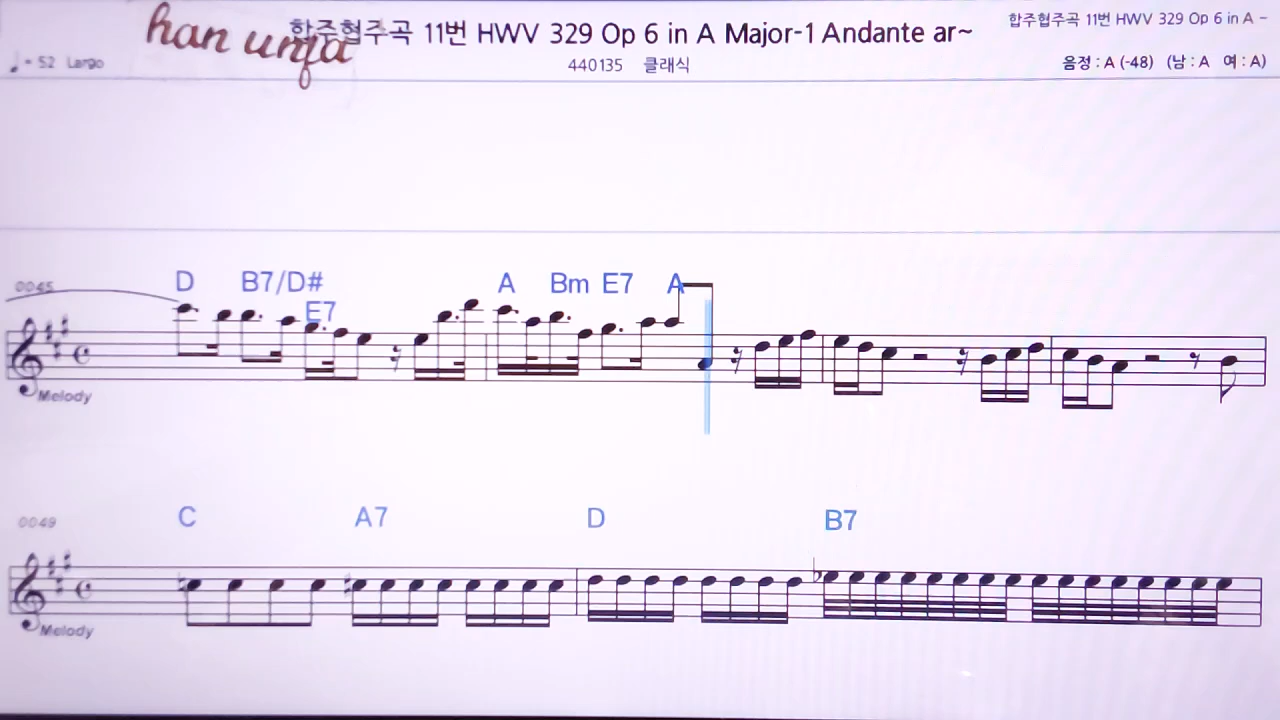 han unja
합주협주곡 11번 HWV 329 Op 6 in A Major-1 Andante ar~
합주협주곡 11번 HWV 329 Op 6 in A -
♩= 52 Largo
440135 클래식
음정 : A (-48) (남 : A 여 : A)
0045
D B7/D# E7 A Bm E7 A
Melody
0049
C A7 D B7
Melody